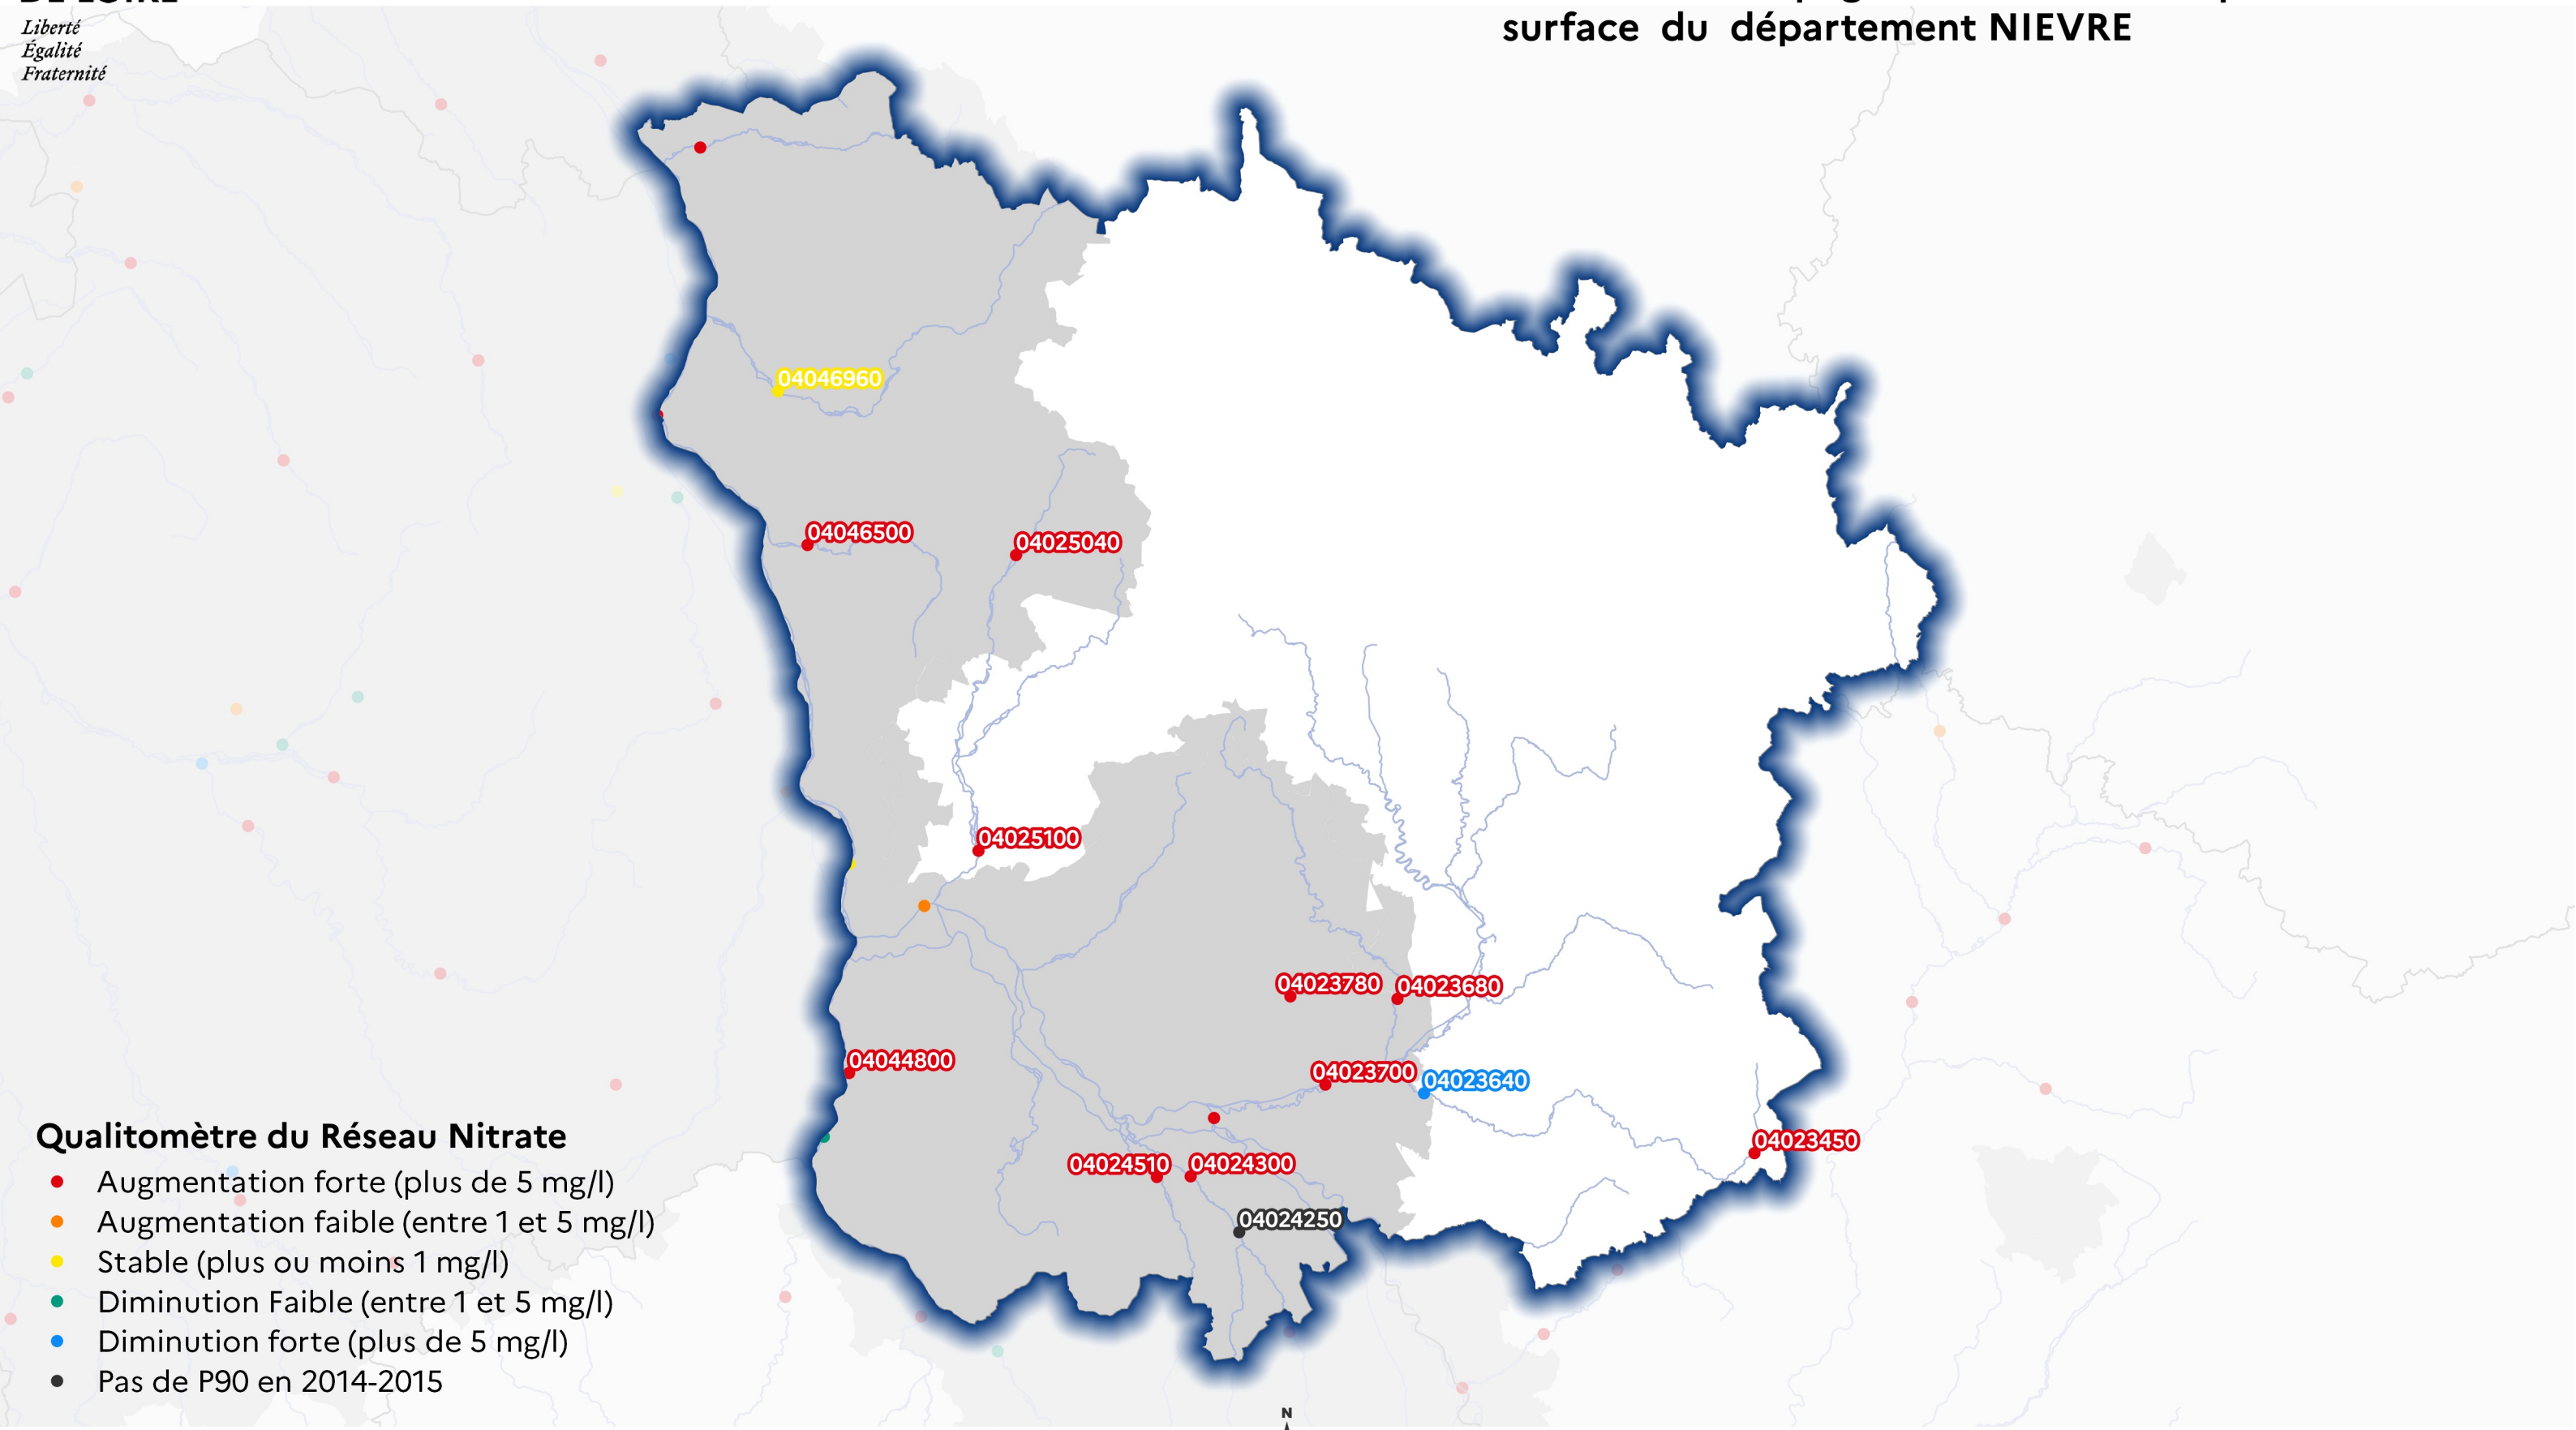 DE LOIRE
Liberté
Égalité
Fraternité
surface du département NIEVRE
04046960
04046500
04025040
04025100
04023780
04023680
04044800
04023700
04023640
04023450
04024510
04024300
04024250
Qualitomètre du Réseau Nitrate
Augmentation forte (plus de 5 mg/l)
Augmentation faible (entre 1 et 5 mg/l)
Stable (plus ou moins 1 mg/l)
Diminution Faible (entre 1 et 5 mg/l)
Diminution forte (plus de 5 mg/l)
Pas de P90 en 2014-2015
N